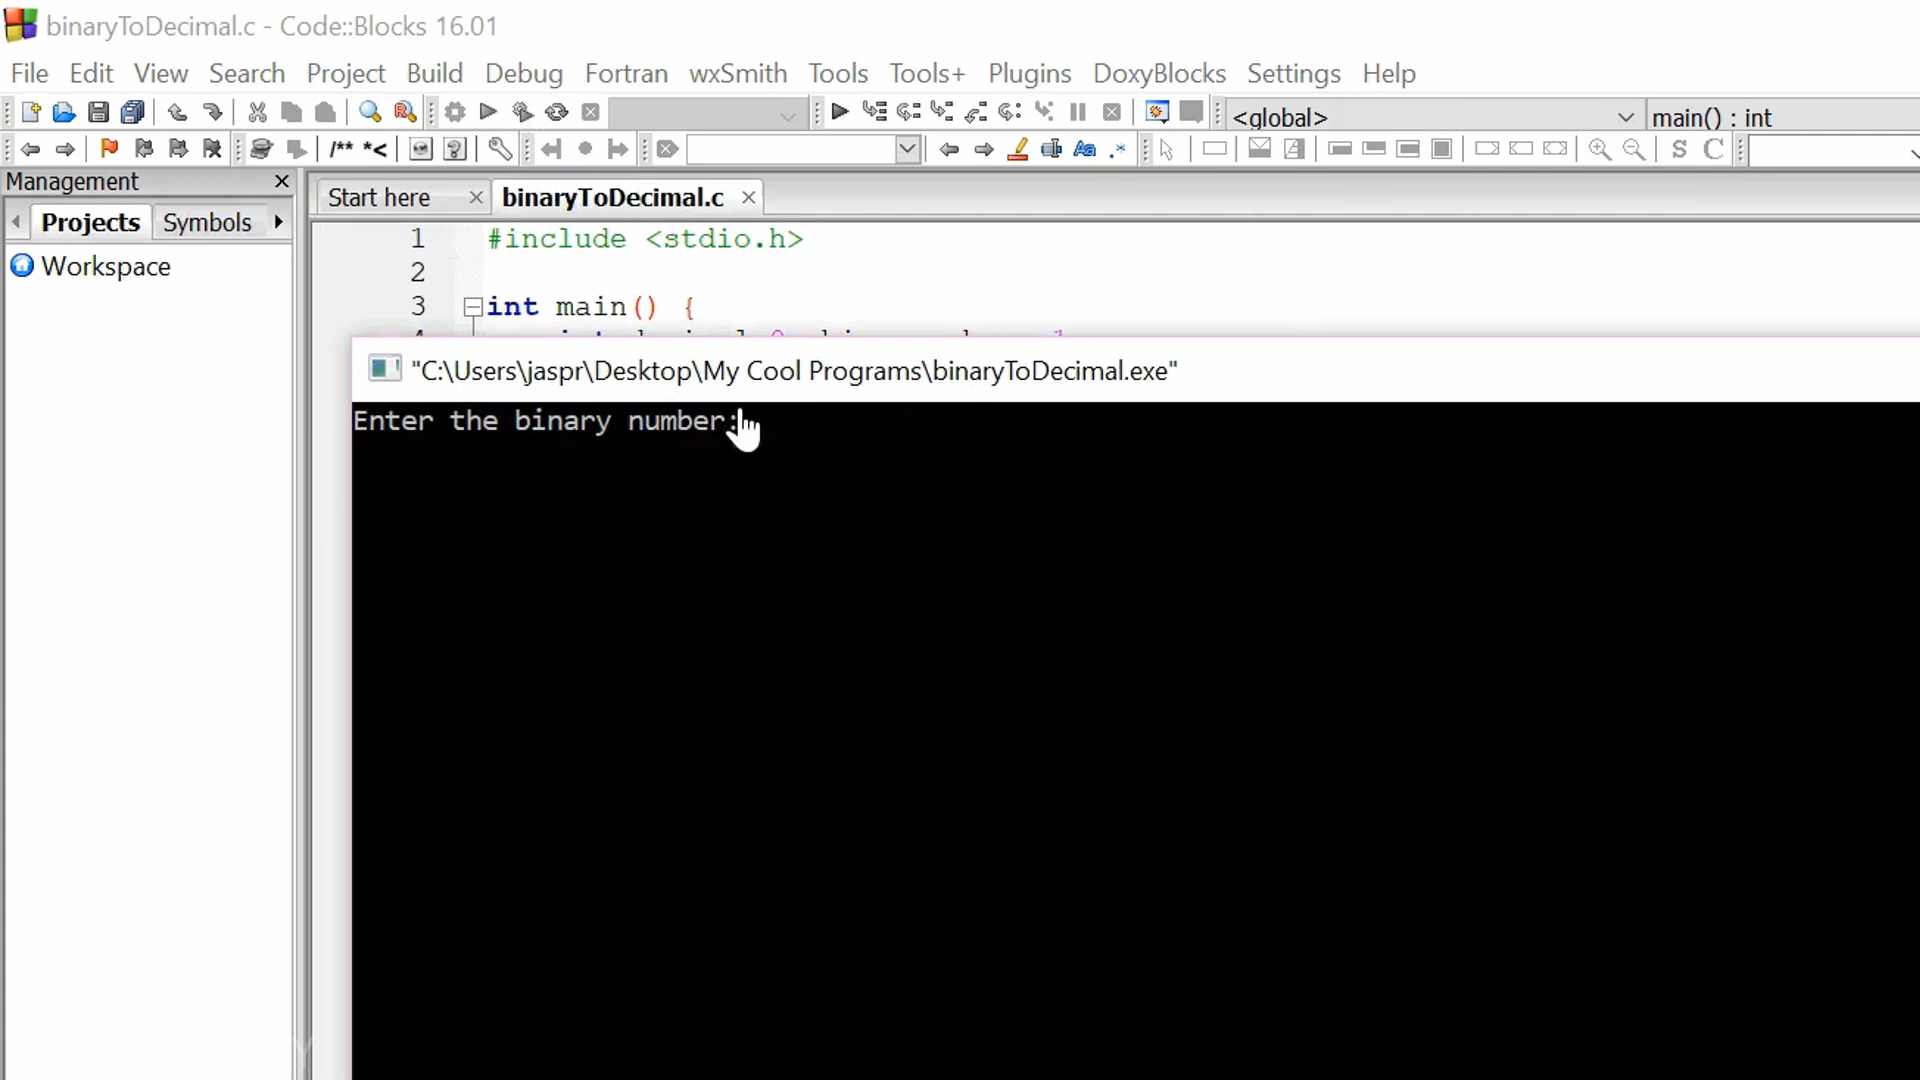 binaryToDecimal.c - Code::Blocks 16.01
File Edit View Search Project Build Debug Fortran wxSmith Tools Tools+ Plugins DoxyBlocks Settings Help
<global> main() : int
/** *<
Management
Projects Symbols
Workspace
Start here binaryToDecimal.c
1 #include <stdio.h>
2
3 int main() {
"C:\Users\jaspr\Desktop\My Cool Programs\binaryToDecimal.exe"
Enter the binary number: